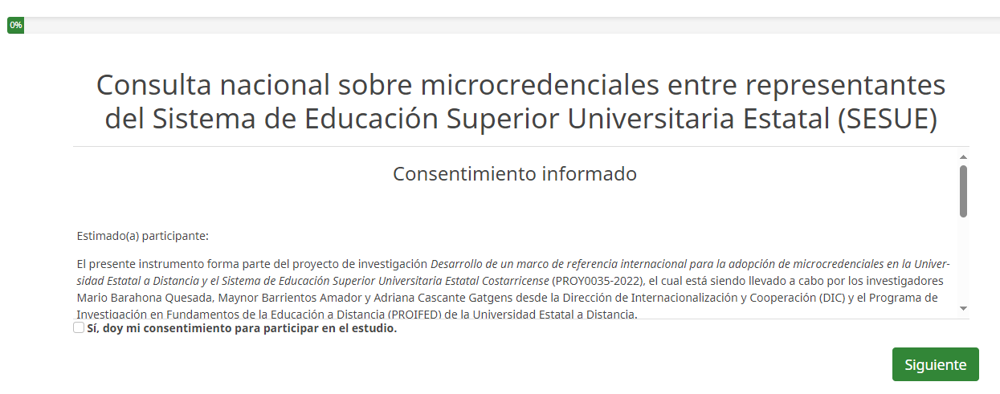 0%
Consulta nacional sobre microcredenciales entre representantes
del Sistema de Educación Superior Universitaria Estatal (SESUE)
Consentimiento informado
Estimado(a) participante:
El presente instrumento forma parte del proyecto de investigación Desarrollo de un marco de referencia internacional para la adopción de microcredenciales en la Univer-
sidad Estatal a Distancia y el Sistema de Educación Superior Universitaria Estatal Costarricense (PROY0035-2022), el cual está siendo llevado a cabo por los investigadores
Mario Barahona Quesada, Maynor Barrientos Amador y Adriana Cascante Gatgens desde la Dirección de Internacionalización y Cooperación (DIC) y el Programa de
Investigación en Fundamentos de la Educación a Distancia (PROIFED) de la Universidad Estatal a Distancia.
Sí, doy mi consentimiento para participar en el estudio.
Siguiente